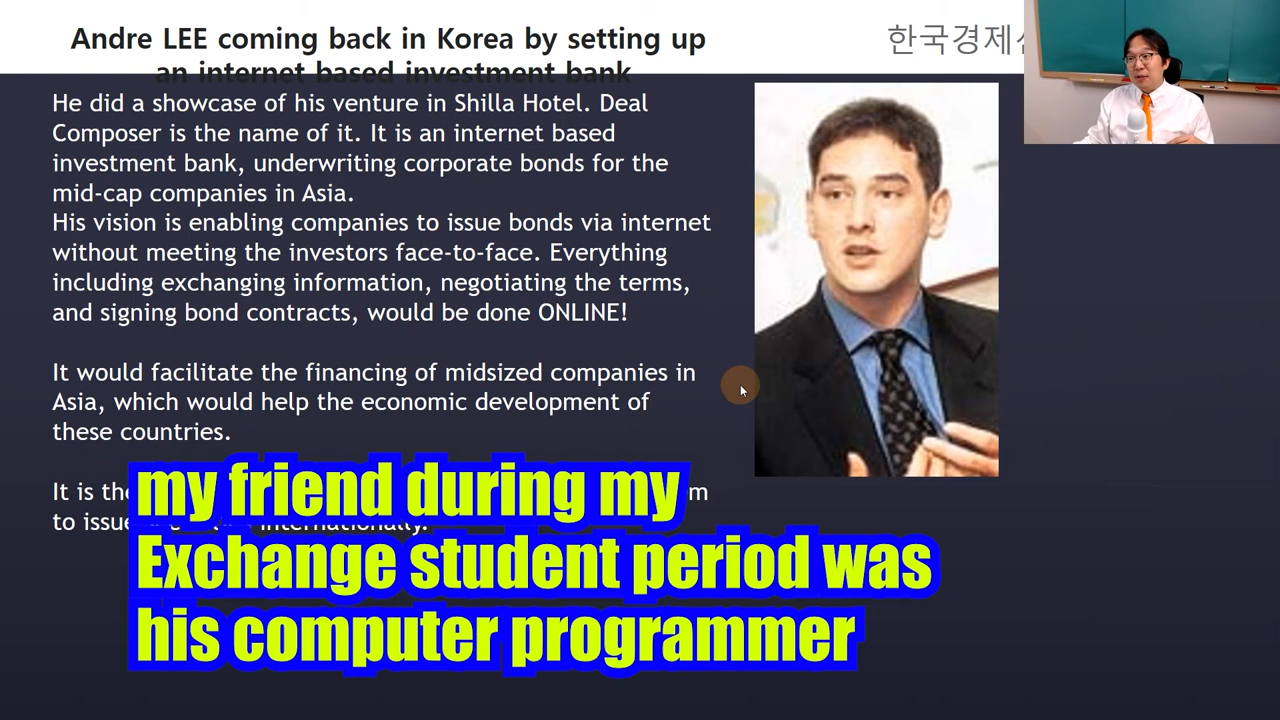 Andre LEE coming back in Korea by setting up
an internet based investment bank
한국경제
He did a showcase of his venture in Shilla Hotel. Deal
Composer is the name of it. It is an internet based
investment bank, underwriting corporate bonds for the
mid-cap companies in Asia.
His vision is enabling companies to issue bonds via internet
without meeting the investors face-to-face. Everything
including exchanging information, negotiating the terms,
and signing bond contracts, would be done ONLINE!
It would facilitate the financing of midsized companies in
Asia, which would help the economic development of
these countries.
It is the
to issue internationally.
my friend during my
Exchange student period was
his computer programmer